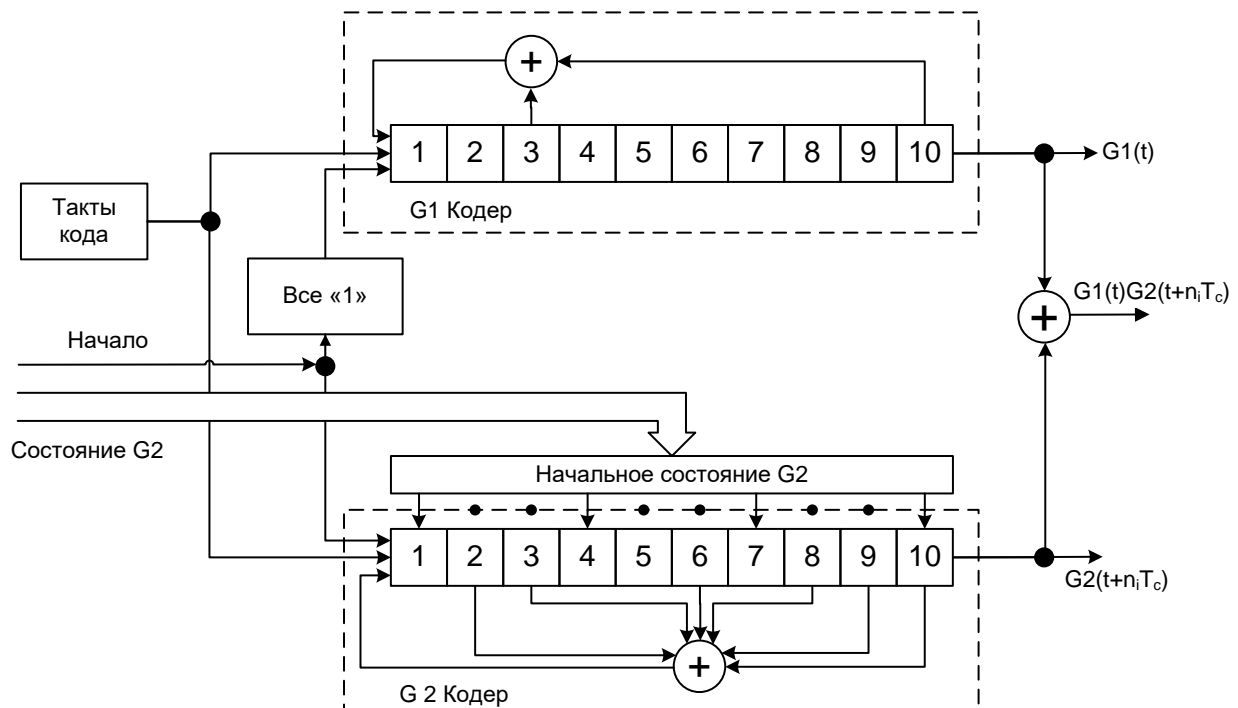 +
1 2 3 4 5 6 7 8 9 10
G1(t)
G1 Кодер
Такты
кода
Все «1»
G1(t)G2(t+nᵢT꜀)
+
Начало
Состояние G2
Начальное состояние G2
1 2 3 4 5 6 7 8 9 10
G2(t+nᵢT꜀)
+
G 2 Кодер